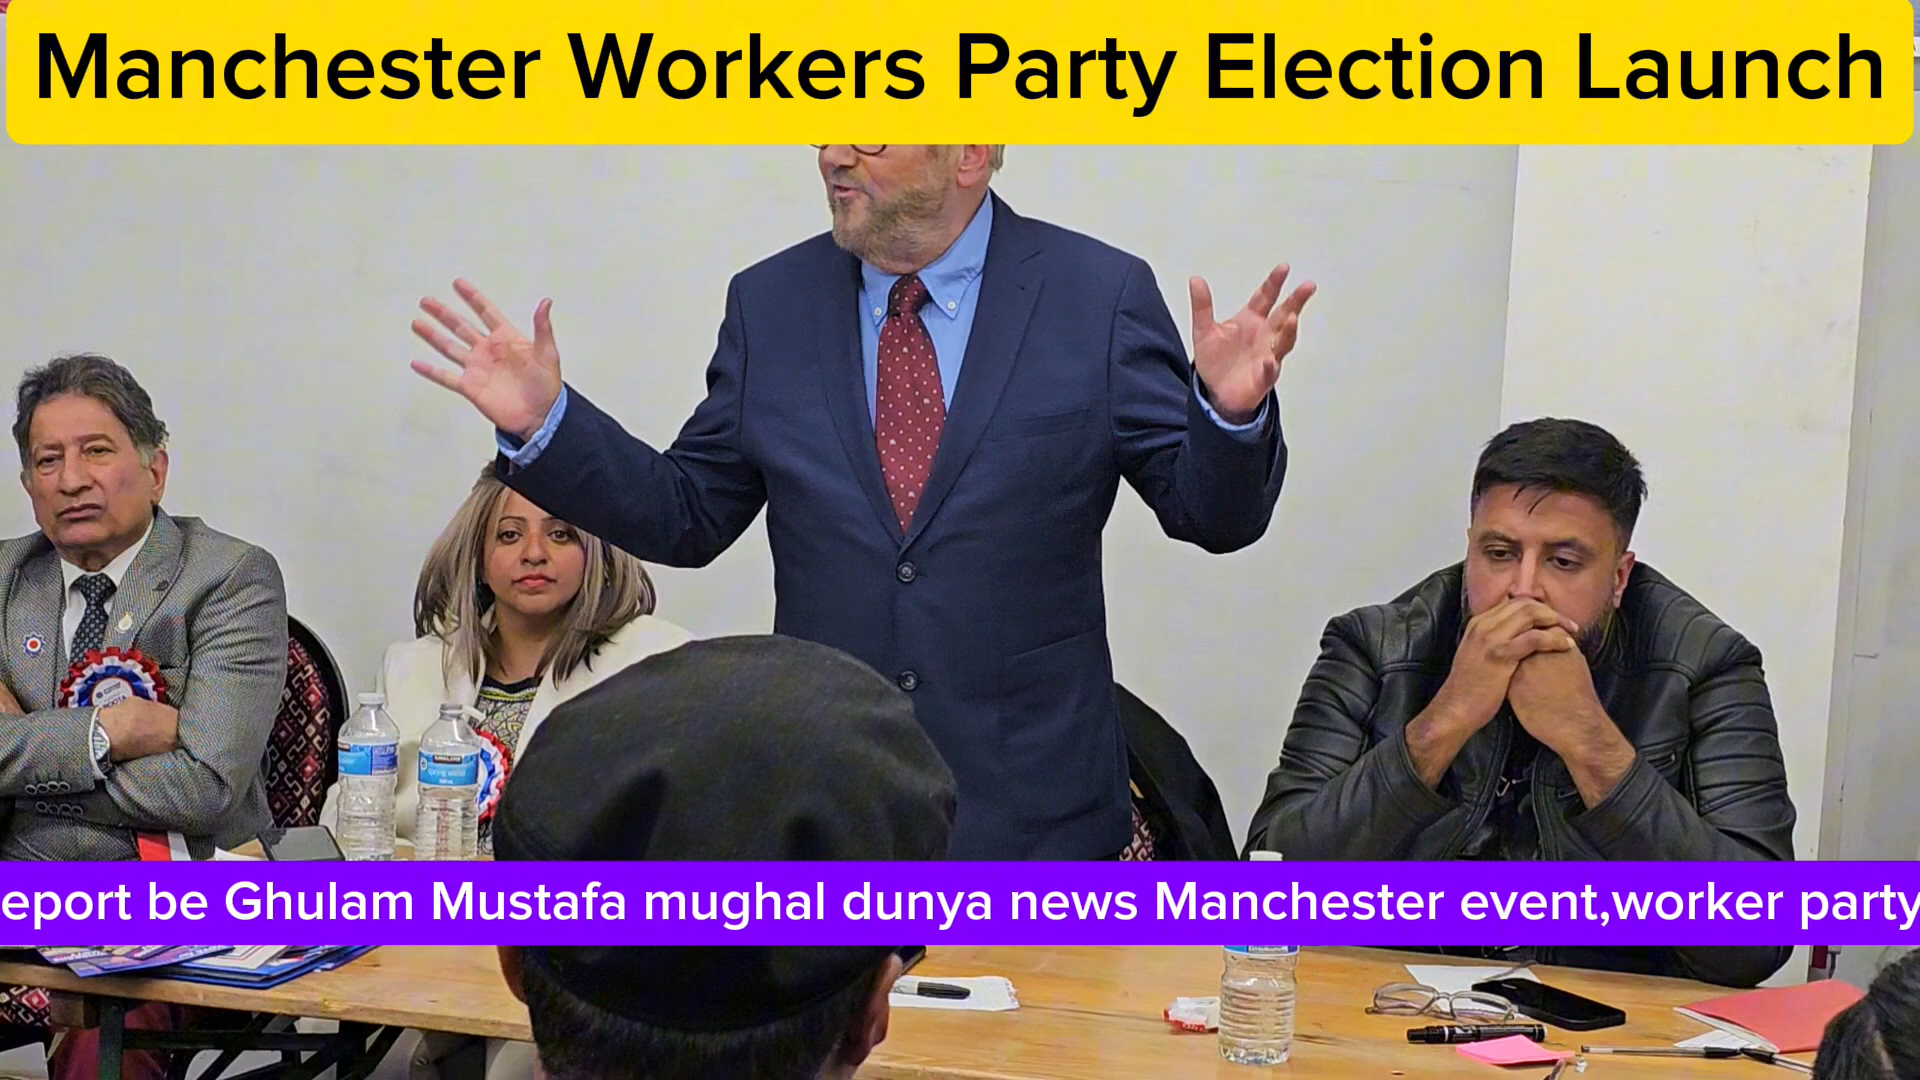 Manchester Workers Party Election Launch
eport be Ghulam Mustafa mughal dunya news Manchester event,worker party